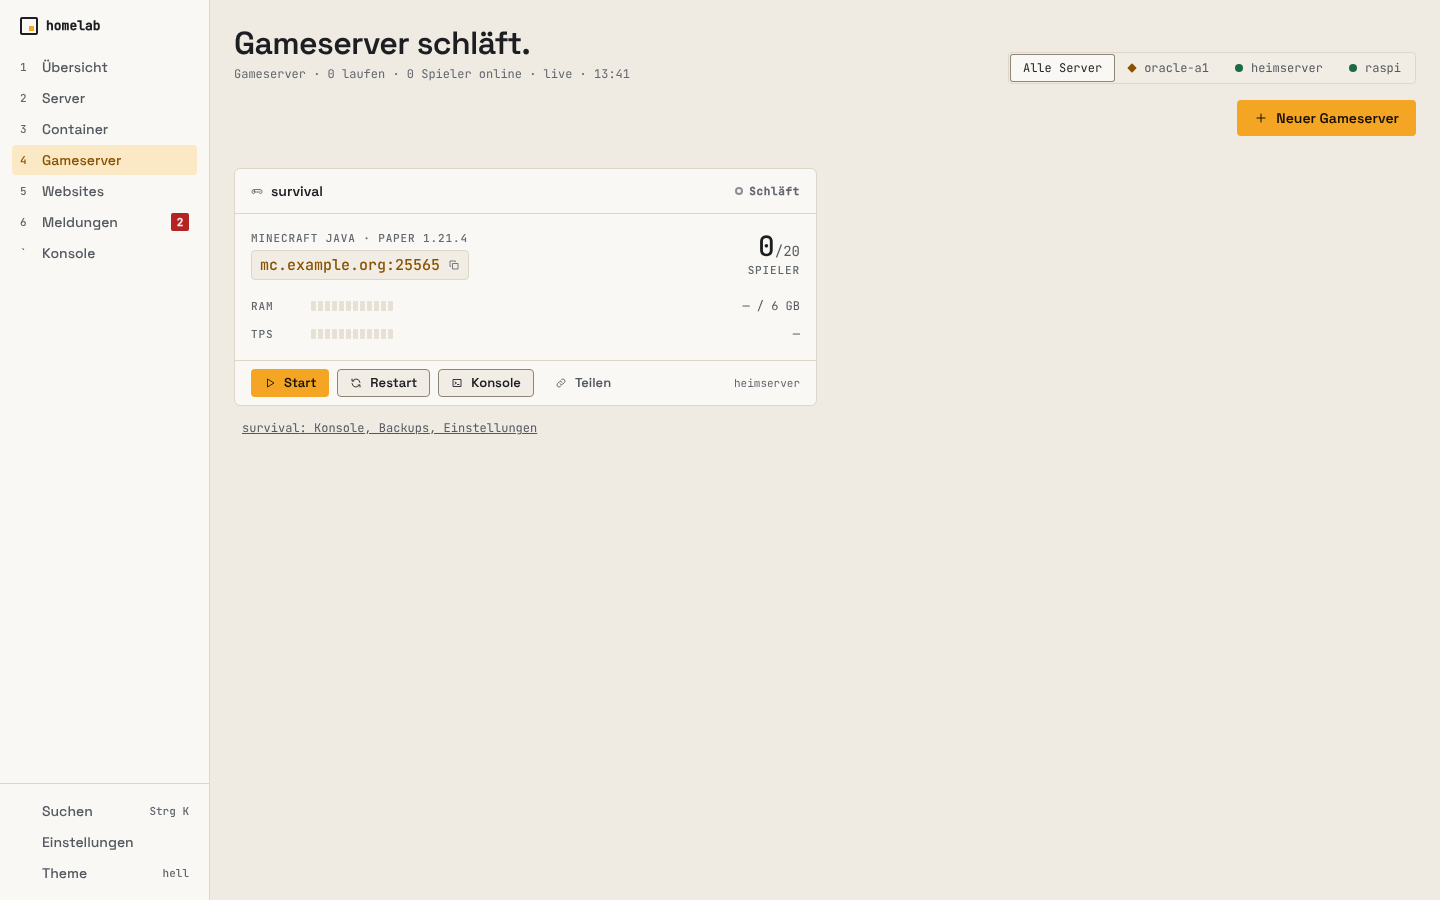 homelab
1 Übersicht
2 Server
3 Container
4 Gameserver
5 Websites
6 Meldungen 2
` Konsole
Suchen Strg K
Einstellungen
Theme hell
Gameserver schläft.
Gameserver · 0 laufen · 0 Spieler online · live · 13:41
Alle Server oracle-a1 heimserver raspi
+ Neuer Gameserver
survival Schläft
MINECRAFT JAVA · PAPER 1.21.4
mc.example.org:25565
0/20
SPIELER
RAM — / 6 GB
TPS —
Start Restart Konsole Teilen heimserver
survival: Konsole, Backups, Einstellungen